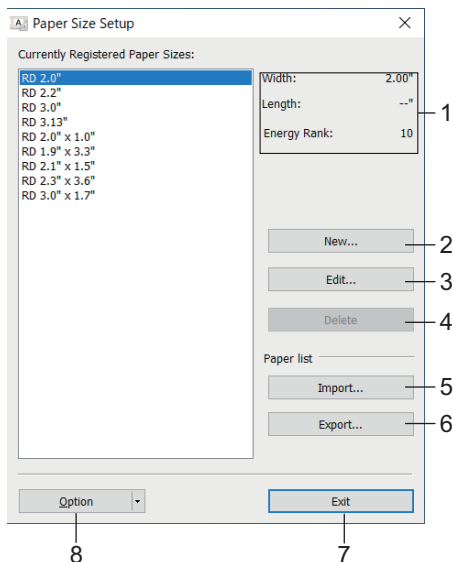 A
Paper Size Setup
Currently Registered Paper Sizes:
RD 2.0"
RD 2.2"
RD 3.0"
RD 3.13"
RD 2.0" x 1.0"
RD 1.9" x 3.3"
RD 2.1" x 1.5"
RD 2.3" x 3.6"
RD 3.0" x 1.7"
Width: 2.00"
Length: --"
Energy Rank: 10
1
New... 2
Edit... 3
Delete 4
Paper list
Import... 5
Export... 6
Option Exit
8 7